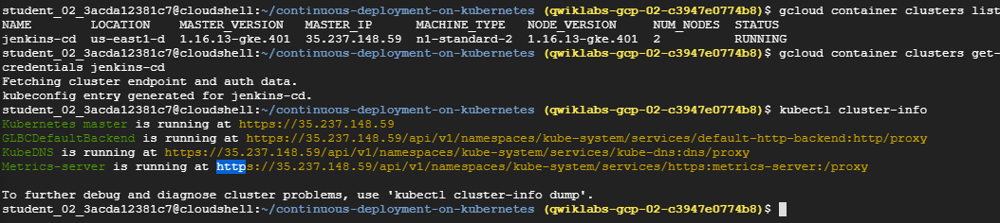 student_02_3acda12381c7@cloudshell:~/continuous-deployment-on-kubernetes (qwiklabs-gcp-02-c3947e0774b8)$ gcloud container clusters list
NAME LOCATION MASTER_VERSION MASTER_IP MACHINE_TYPE NODE_VERSION NUM_NODES STATUS
jenkins-cd us-east1-d 1.16.13-gke.401 35.237.148.59 n1-standard-2 1.16.13-gke.401 2 RUNNING
student_02_3acda12381c7@cloudshell:~/continuous-deployment-on-kubernetes (qwiklabs-gcp-02-c3947e0774b8)$ gcloud container clusters get-
credentials jenkins-cd
Fetching cluster endpoint and auth data.
kubeconfig entry generated for jenkins-cd.
student_02_3acda12381c7@cloudshell:~/continuous-deployment-on-kubernetes (qwiklabs-gcp-02-c3947e0774b8)$ kubectl cluster-info
Kubernetes master is running at https://35.237.148.59
GLBCDefaultBackend is running at https://35.237.148.59/api/v1/namespaces/kube-system/services/default-http-backend:http/proxy
KubeDNS is running at https://35.237.148.59/api/v1/namespaces/kube-system/services/kube-dns:dns/proxy
Metrics-server is running at https://35.237.148.59/api/v1/namespaces/kube-system/services/https:metrics-server:/proxy
To further debug and diagnose cluster problems, use 'kubectl cluster-info dump'.
student_02_3acda12381c7@cloudshell:~/continuous-deployment-on-kubernetes (qwiklabs-gcp-02-c3947e0774b8)$